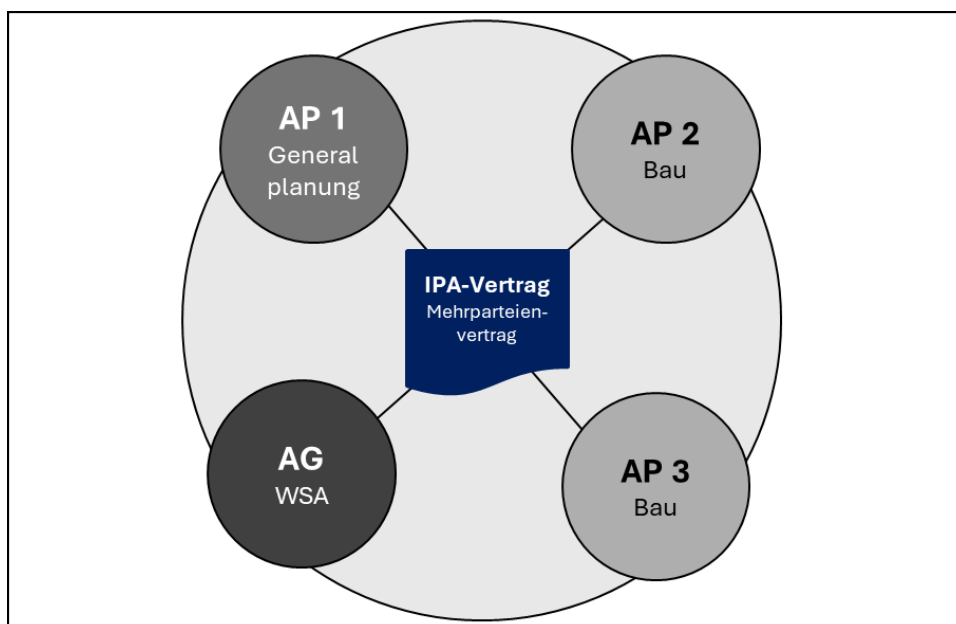 AP 1
General
planung
AP 2
Bau
IPA-Vertrag
Mehrparteien-
vertrag
AG
WSA
AP 3
Bau